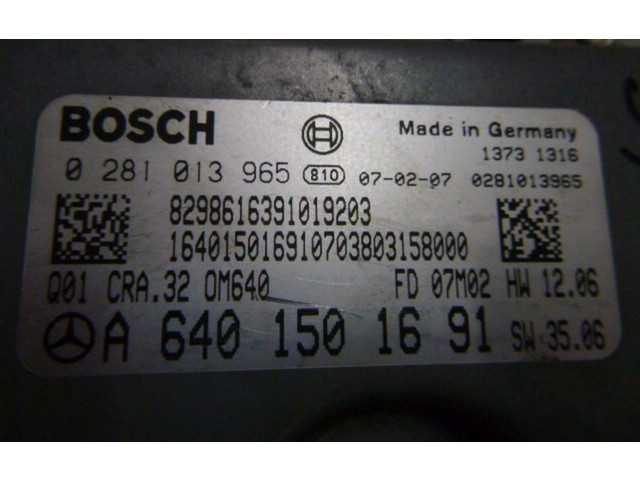 BOSCH
Made in Germany
1373 1316
0 281 013 965 810 07-02-07 0281013965
8298616391019203
164015016910703803158000
Q01 CRA.32 OM640 FD 07M02 HW 12.06
A 640 150 16 91 SW 35.06